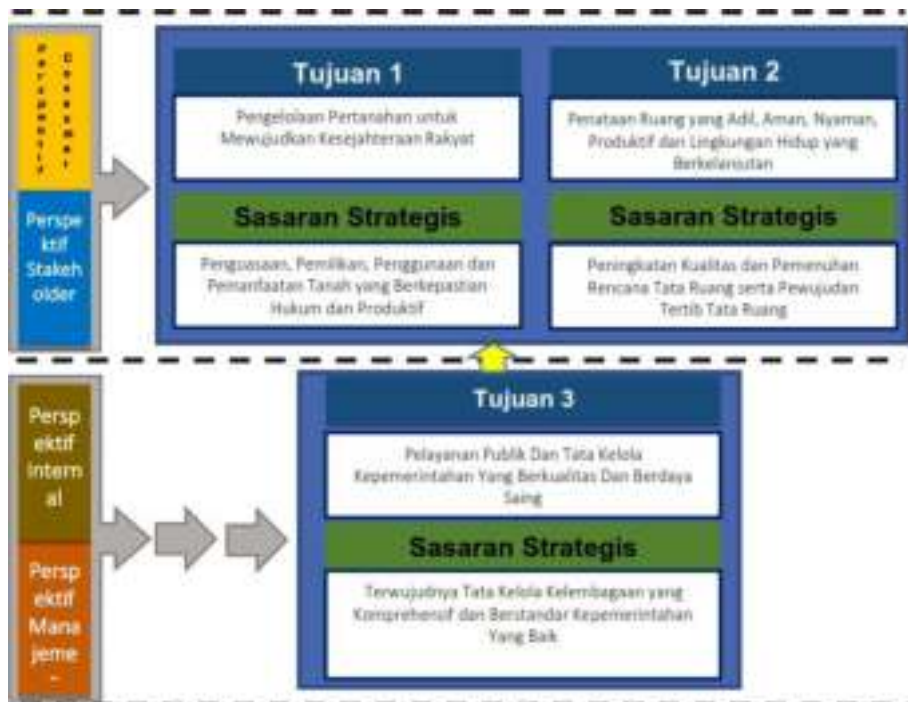 Perspektif
Costumer
Perspe
ktif
Stakeh
older
Tujuan 1
Pengelolaan Pertanahan untuk
Mewujudkan Kesejahteraan Rakyat
Sasaran Strategis
Penguasaan, Pemilikan, Penggunaan dan
Pemanfaatan Tanah yang Berkepastian
Hukum dan Produktif
Tujuan 2
Penataan Ruang yang Adil, Aman, Nyaman,
Produktif dan Lingkungan Hidup yang
Berkelanjutan
Sasaran Strategis
Peningkatan Kualitas dan Pemenuhan
Rencana Tata Ruang serta Pewujudan
Tertib Tata Ruang
Persp
ektif
Intern
al
Persp
ektif
Mana
jeme
Tujuan 3
Pelayanan Publik Dan Tata Kelola
Kepemerintahan Yang Berkualitas Dan Berdaya
Saing
Sasaran Strategis
Terwujudnya Tata Kelola Kelembagaan yang
Komprehensif dan Berstandar Kepemerintahan
Yang Baik